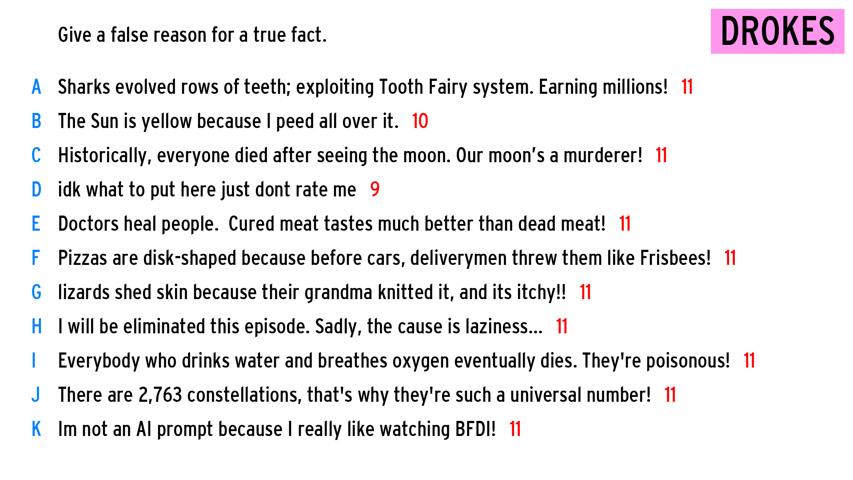 Give a false reason for a true fact.
DROKES
A Sharks evolved rows of teeth; exploiting Tooth Fairy system. Earning millions! 11
B The Sun is yellow because I peed all over it. 10
C Historically, everyone died after seeing the moon. Our moon's a murderer! 11
D idk what to put here just dont rate me 9
E Doctors heal people.  Cured meat tastes much better than dead meat! 11
F Pizzas are disk-shaped because before cars, deliverymen threw them like Frisbees! 11
G lizards shed skin because their grandma knitted it, and its itchy!! 11
H I will be eliminated this episode. Sadly, the cause is laziness... 11
I Everybody who drinks water and breathes oxygen eventually dies. They're poisonous! 11
J There are 2,763 constellations, that's why they're such a universal number! 11
K Im not an AI prompt because I really like watching BFDI! 11